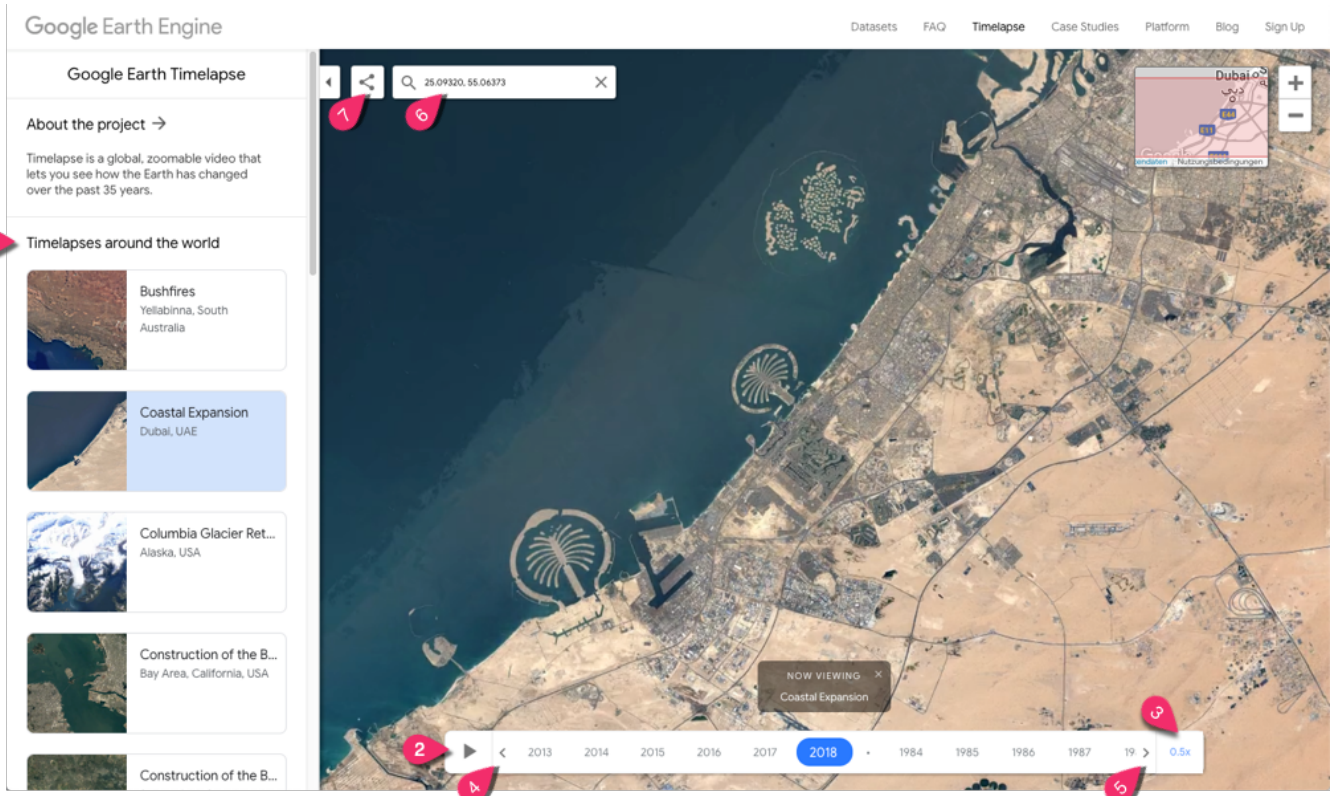 Google Earth Engine
Datasets
FAQ
Timelapse
Case Studies
Platform
Blog
Sign Up
Google Earth Timelapse
About the project →
Timelapse is a global, zoomable video that
lets you see how the Earth has changed
over the past 35 years.
Timelapses around the world
Bushfires
Yellabinna, South
Australia
Coastal Expansion
Dubai, UAE
Columbia Glacier Ret...
Alaska, USA
Construction of the B...
Bay Area, California, USA
Construction of the B...
7
25.09320, 55.06373
6
Dubai
دبي
E44
E11
Nutzungsbedingungen
+
−
NOW VIEWING ×
Coastal Expansion
3
2
2013 2014 2015 2016 2017 2018 • 1984 1985 1986 1987 19
0.5x
4
5